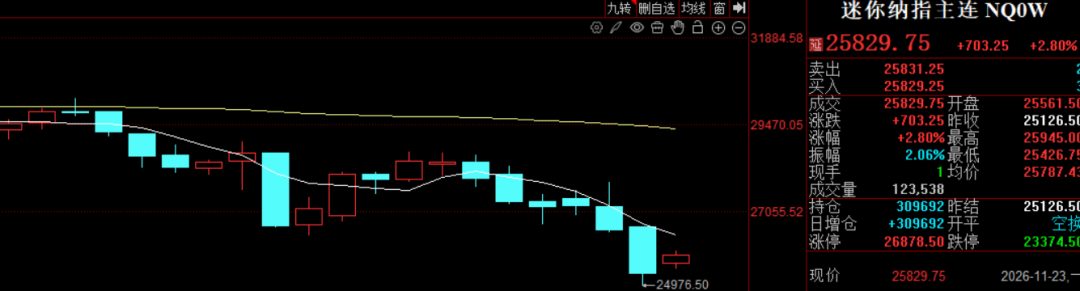 九转 删自选 均线 窗
迷你纳指主连 NQ0W
31884.58
延 25829.75 +703.25 +2.80%
卖出 25831.25
买入 25829.25
成交 25829.75 开盘 25561.50
涨跌 +703.25 昨收 25126.50
29470.05
涨幅 +2.80% 最高 25945.00
振幅 2.06% 最低 25426.75
现手 1 均价 25787.43
成交量 123,538
27055.52
持仓 309692 昨结 25126.50
日增仓 +309692 开平 空换
涨停 26878.50 跌停 23374.50
24976.50
现价 25829.75 2026-11-23,一